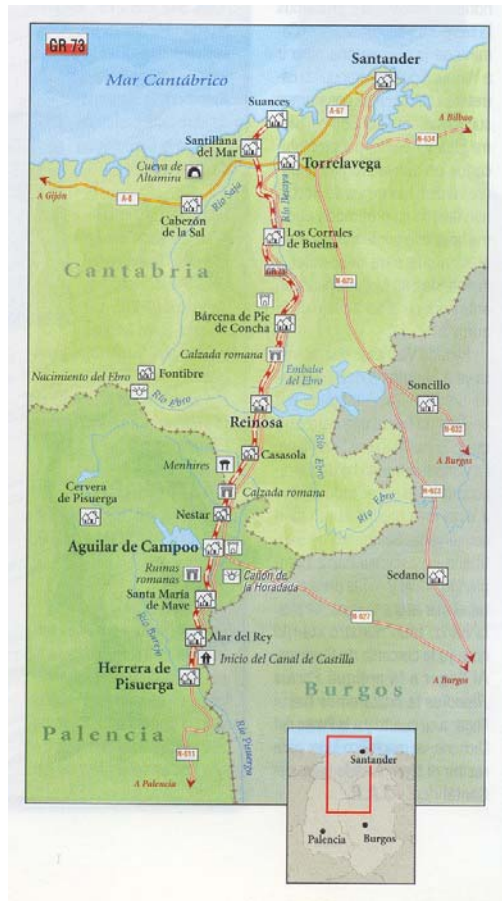 GR 73
Santander
Mar Cantábrico
Suances
A-67
A Bilbao
N-634
Santillana
del Mar
Torrelavega
Cueva de
Altamira
A Gijón
A-8
Río Saja
Río Besaya
Cabezón
de la Sal
Los Corrales
de Buelna
Cantabria
GR 73
N-623
Bárcena de Pie
de Concha
Calzada romana
Embalse
del Ebro
Nacimiento del Ebro
Fontibre
Río Ebro
Soncillo
Reinosa
N-632
Casasola
Río Ebro
A Burgos
Menhires
Cervera
de Pisuerga
Calzada romana
Río Ebro
N-623
Nestar
Aguilar de Campoo
Ruinas
romanas
Cañón de
la Horadada
Sedano
Santa María
de Mave
N-627
Alar del Rey
Inicio del Canal de Castilla
A Burgos
Herrera de
Pisuerga
Burgos
Palencia
Río Pisuerga
N-611
A Palencia
Santander
Palencia
Burgos